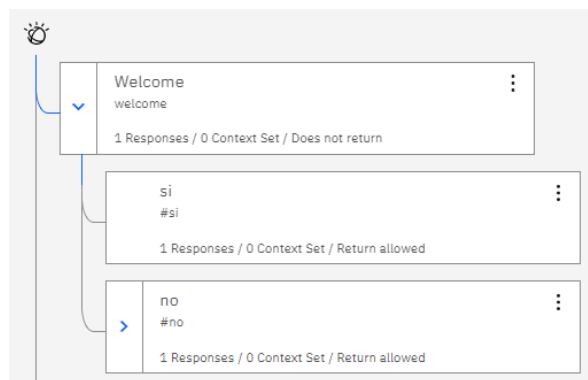 Welcome
welcome
1 Responses / 0 Context Set / Does not return
si
#si
1 Responses / 0 Context Set / Return allowed
no
#no
1 Responses / 0 Context Set / Return allowed